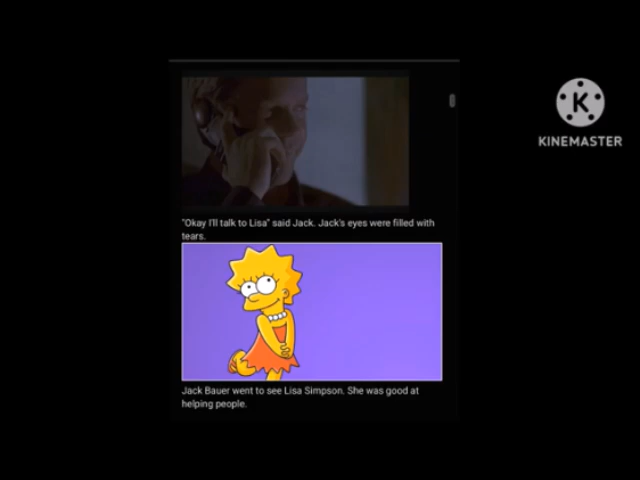 KINEMASTER
"Okay I'll talk to Lisa" said Jack. Jack's eyes were filled with
tears.
Jack Bauer went to see Lisa Simpson. She was good at
helping people.